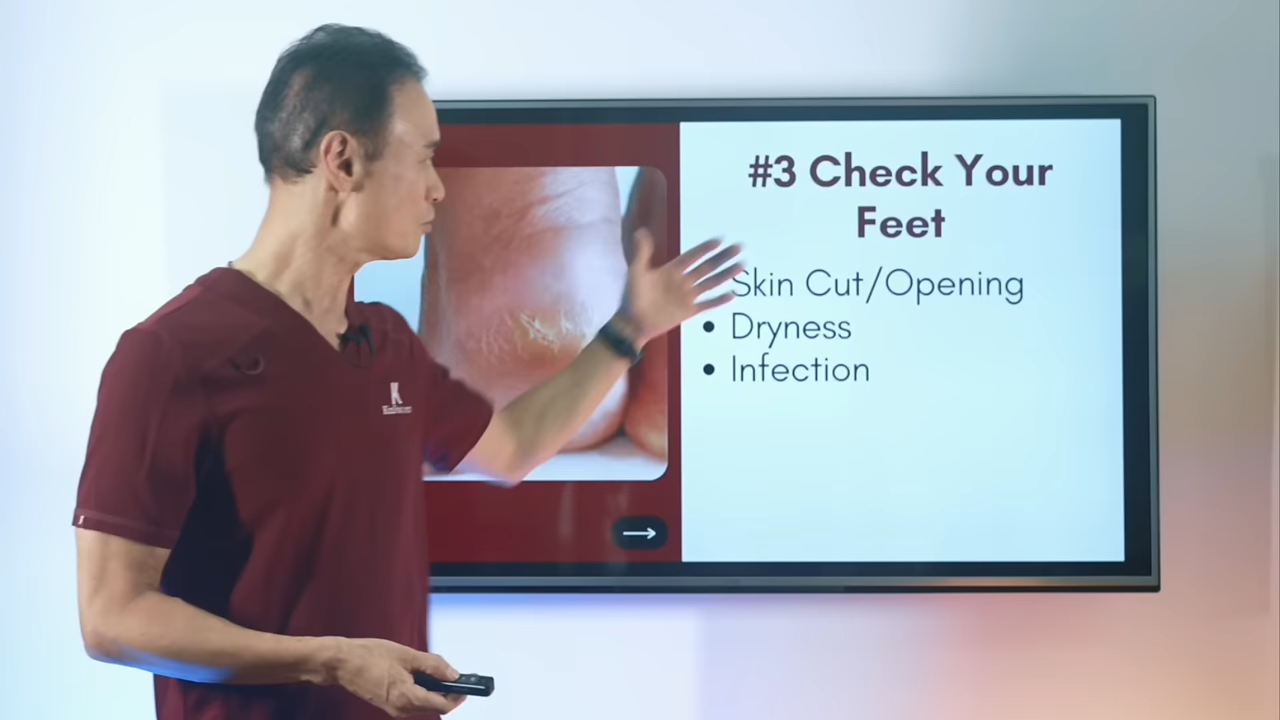 #3 Check Your
Feet
Skin Cut/Opening
• Dryness
• Infection
K